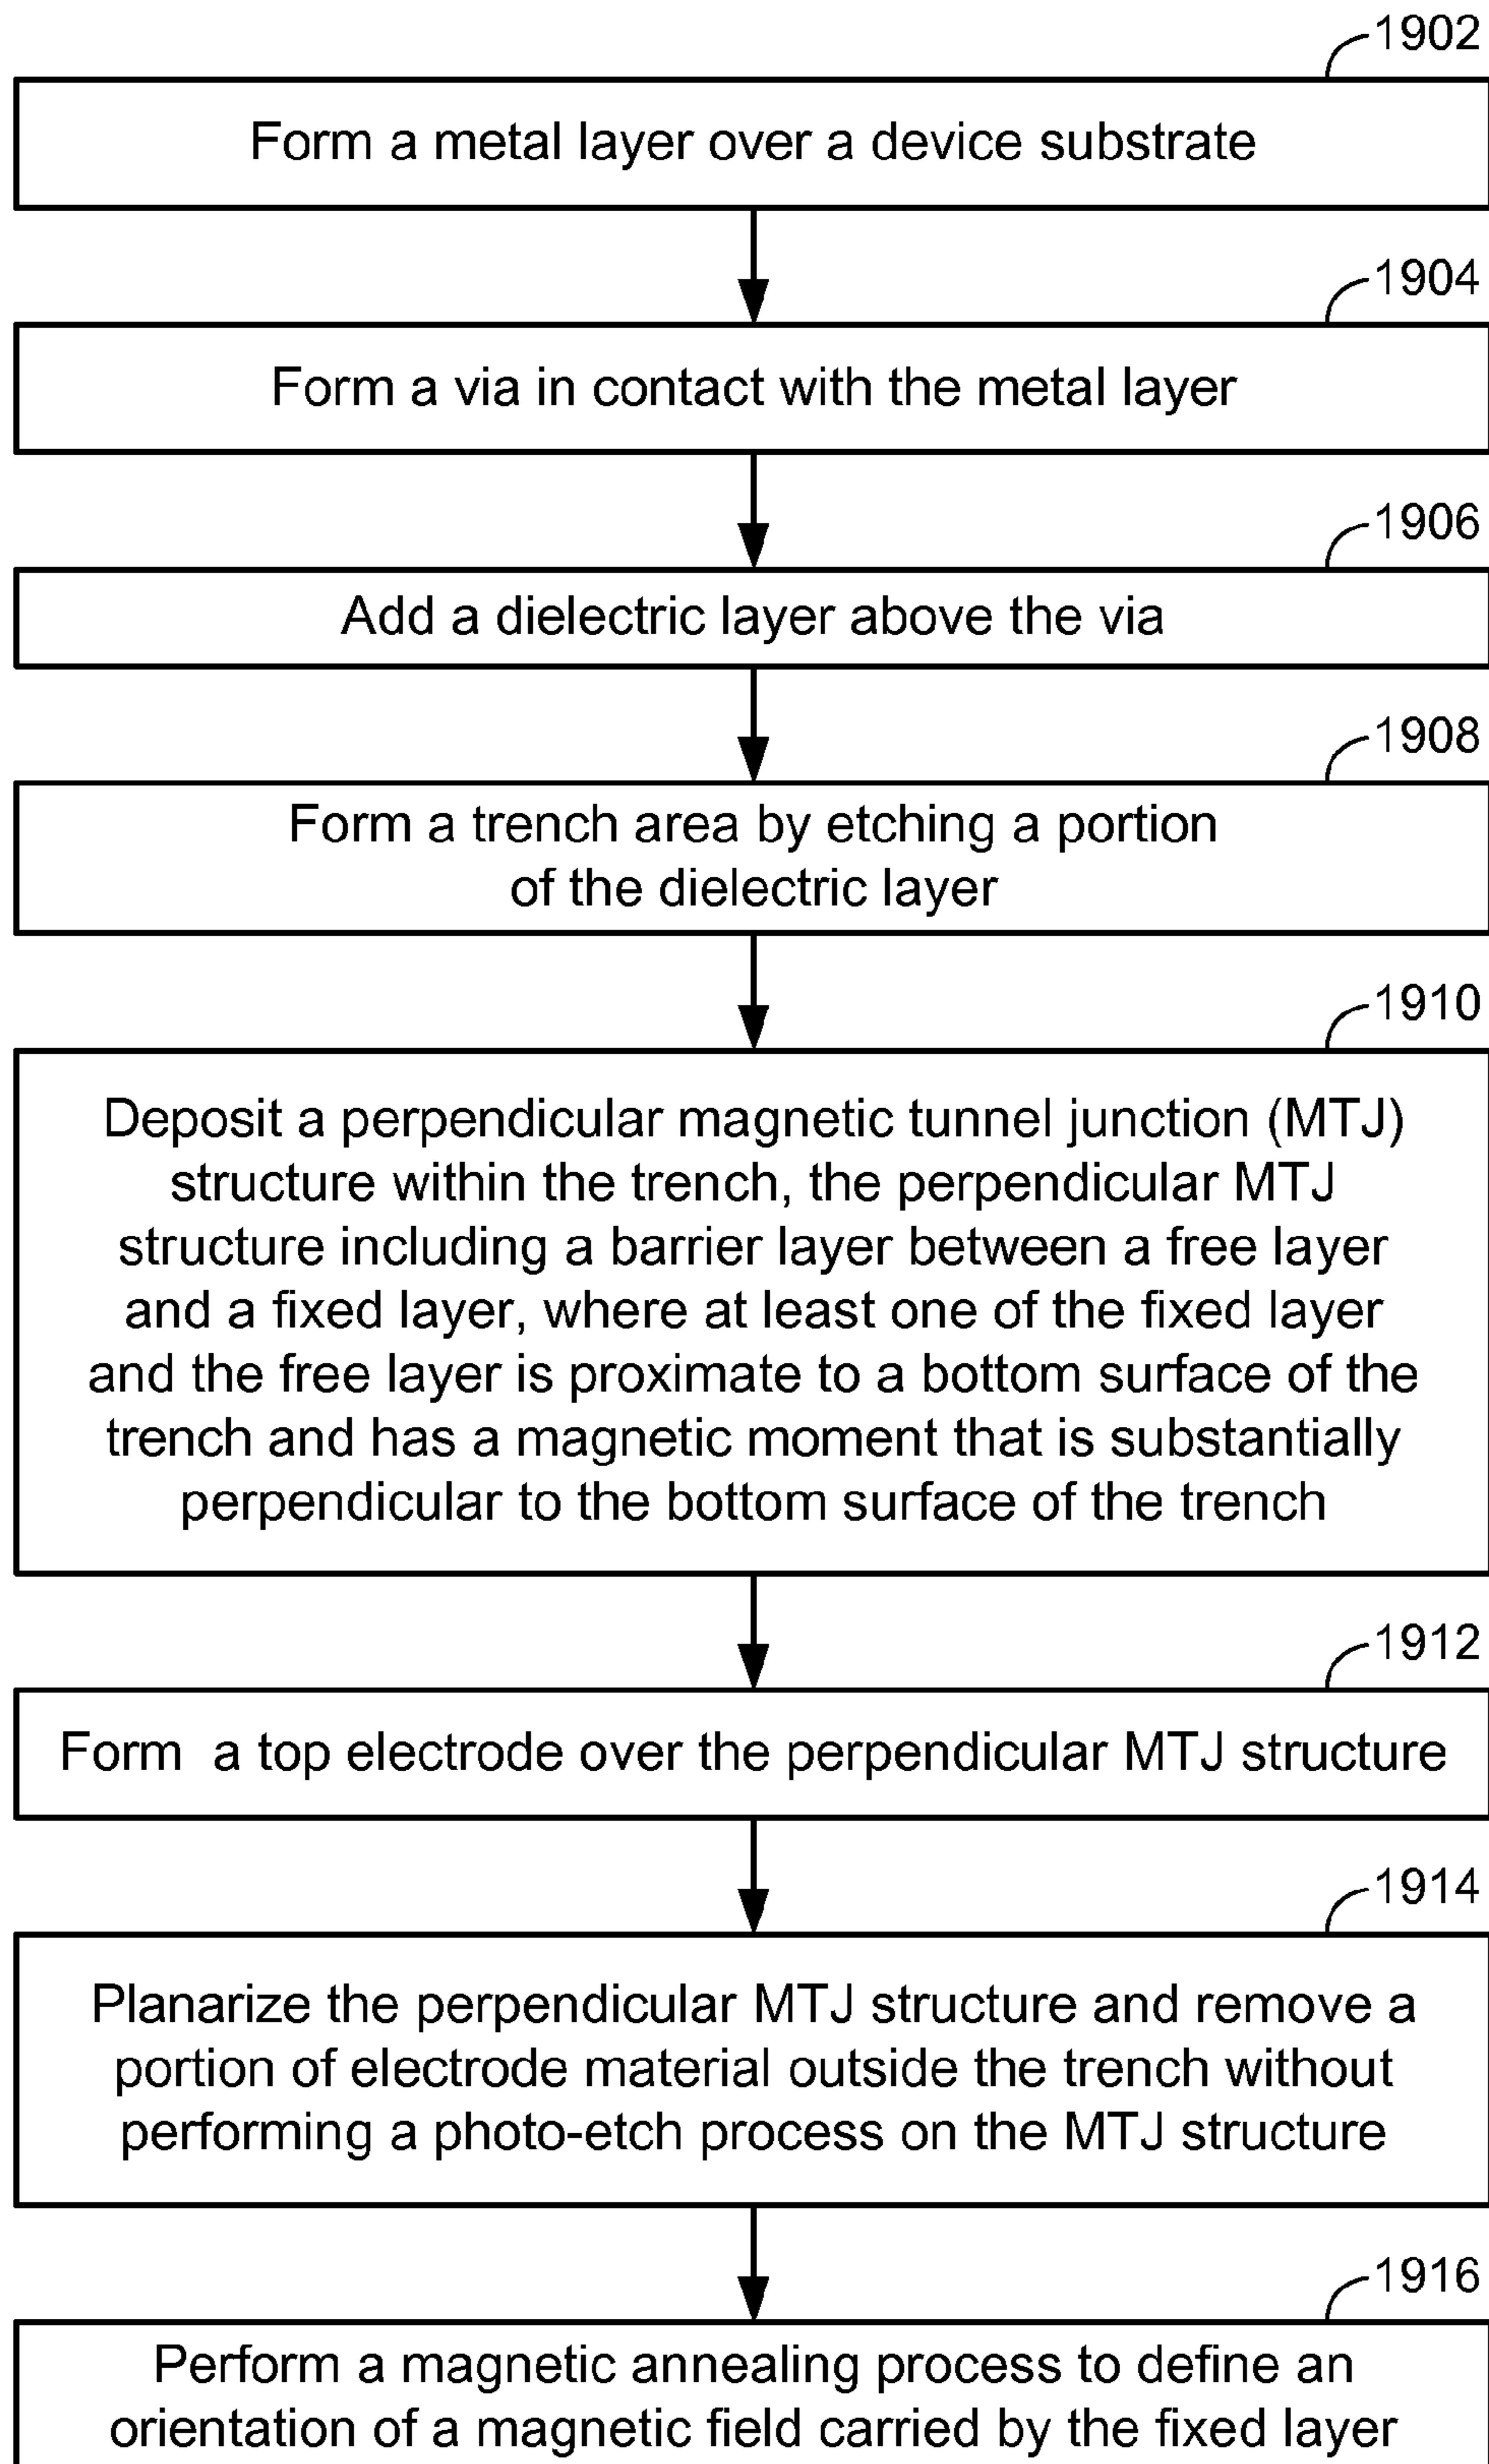 1902
Form a metal layer over a device substrate
1904
Form a via in contact with the metal layer
1906
Add a dielectric layer above the via
1908
Form a trench area by etching a portion
of the dielectric layer
1910
Deposit a perpendicular magnetic tunnel junction (MTJ)
structure within the trench, the perpendicular MTJ
structure including a barrier layer between a free layer
and a fixed layer, where at least one of the fixed layer
and the free layer is proximate to a bottom surface of the
trench and has a magnetic moment that is substantially
perpendicular to the bottom surface of the trench
1912
Form a top electrode over the perpendicular MTJ structure
1914
Planarize the perpendicular MTJ structure and remove a
portion of electrode material outside the trench without
performing a photo-etch process on the MTJ structure
1916
Perform a magnetic annealing process to define an
orientation of a magnetic field carried by the fixed layer